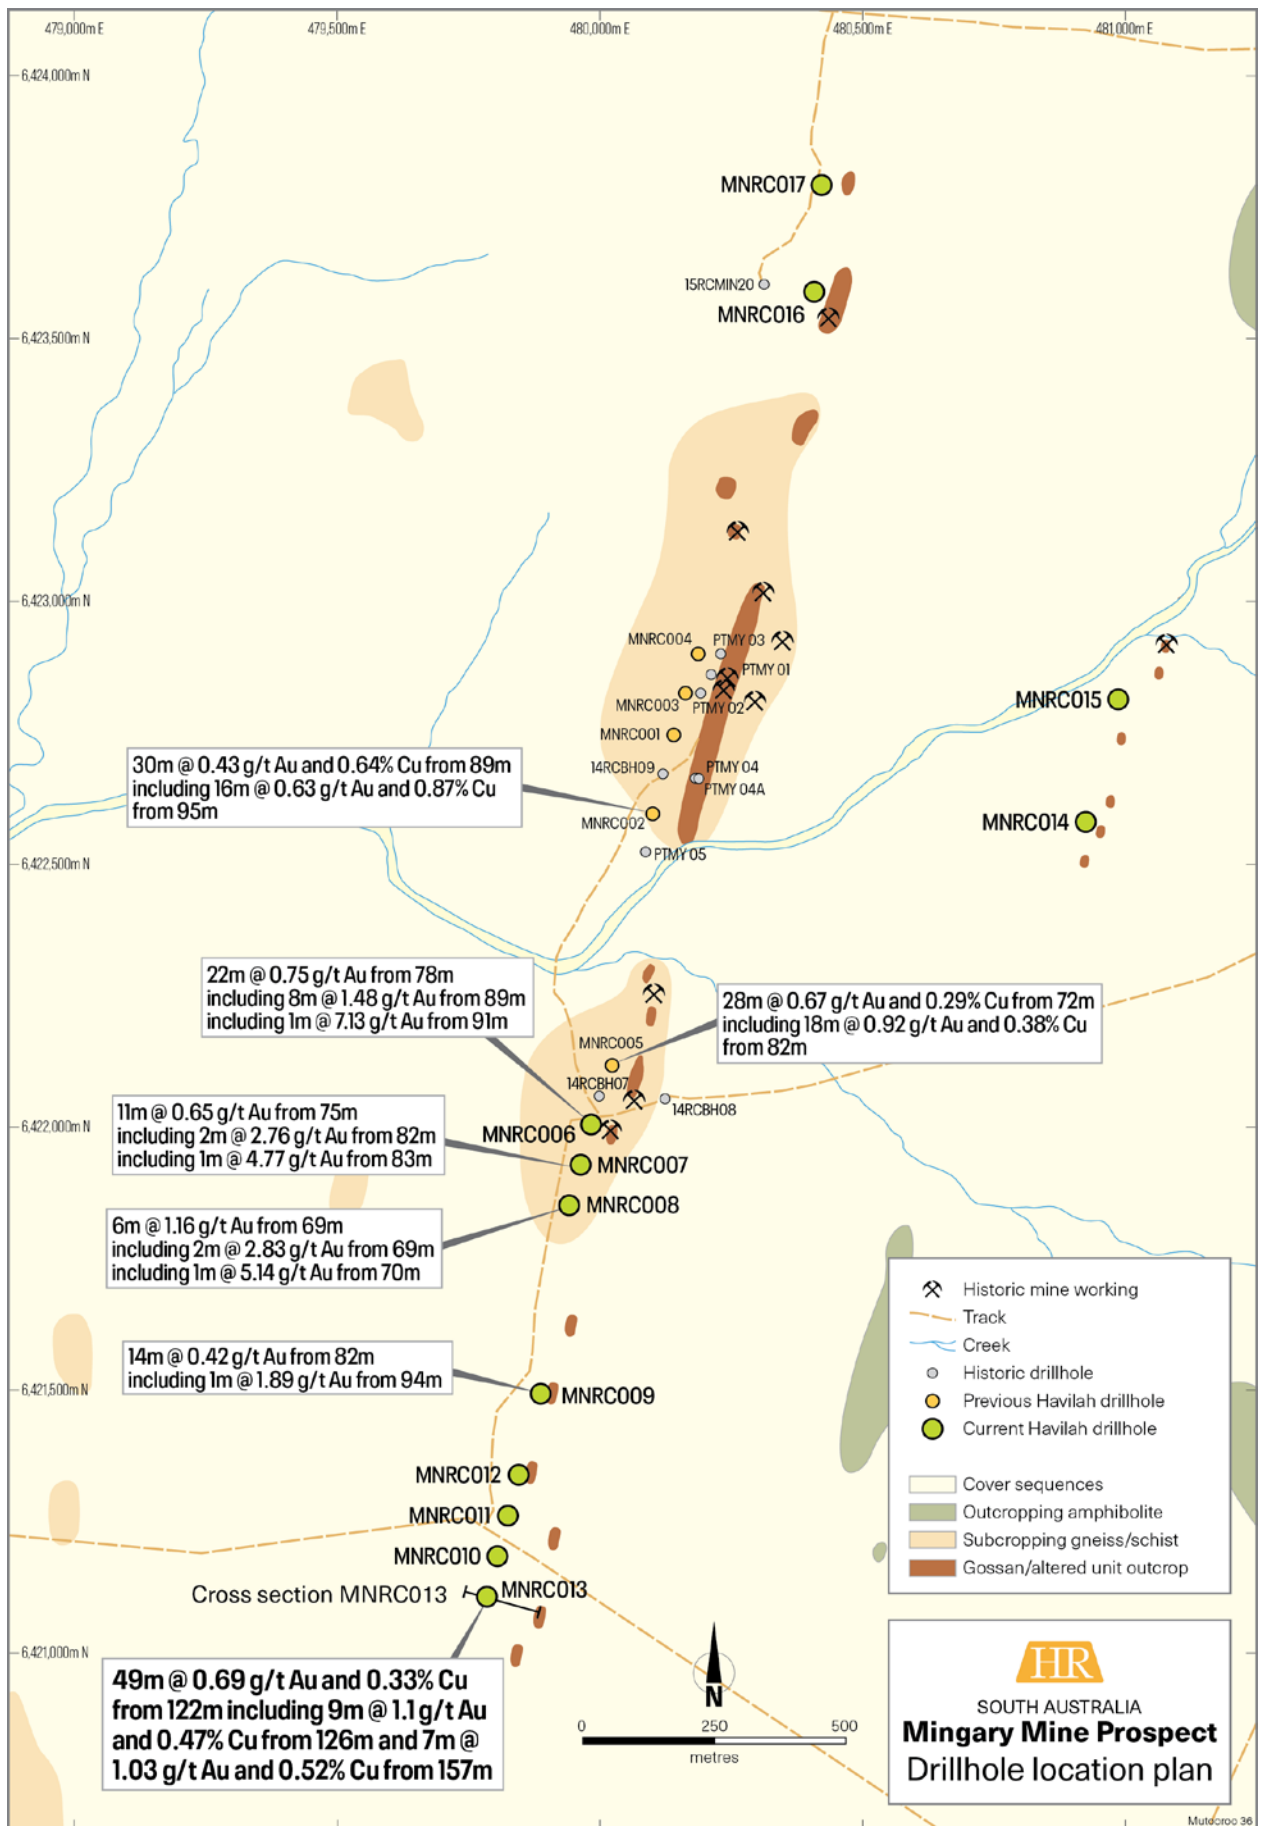 479,000m E
479,500m E
480,000m E
480,500m E
481,000m E
6,424,000m N
MNRC017
15RCMIN20
MNRC016
6,423,500m N
6,423,000m N
MNRC004
PTMY 03
PTMY 01
MNRC003
PTMY 02
MNRC015
MNRC001
14RCBH09
PTMY 04
PTMY 04A
30m @ 0.43 g/t Au and 0.64% Cu from 89m
including 16m @ 0.63 g/t Au and 0.87% Cu
from 95m
MNRC002
MNRC014
PTMY 05
6,422,500m N
22m @ 0.75 g/t Au from 78m
including 8m @ 1.48 g/t Au from 89m
including 1m @ 7.13 g/t Au from 91m
28m @ 0.67 g/t Au and 0.29% Cu from 72m
including 18m @ 0.92 g/t Au and 0.38% Cu
from 82m
MNRC005
14RCBH07
14RCBH08
11m @ 0.65 g/t Au from 75m
including 2m @ 2.76 g/t Au from 82m
including 1m @ 4.77 g/t Au from 83m
6,422,000m N
MNRC006
MNRC007
MNRC008
6m @ 1.16 g/t Au from 69m
including 2m @ 2.83 g/t Au from 69m
including 1m @ 5.14 g/t Au from 70m
14m @ 0.42 g/t Au from 82m
including 1m @ 1.89 g/t Au from 94m
6,421,500m N
MNRC009
MNRC012
MNRC011
MNRC010
Cross section MNRC013
MNRC013
6,421,000m N
49m @ 0.69 g/t Au and 0.33% Cu
from 122m including 9m @ 1.1 g/t Au
and 0.47% Cu from 126m and 7m @
1.03 g/t Au and 0.52% Cu from 157m
Historic mine working
Track
Creek
Historic drillhole
Previous Havilah drillhole
Current Havilah drillhole
Cover sequences
Outcropping amphibolite
Subcropping gneiss/schist
Gossan/altered unit outcrop
N
0 250 500
metres
HR
SOUTH AUSTRALIA
Mingary Mine Prospect
Drillhole location plan
Mutooroo 36